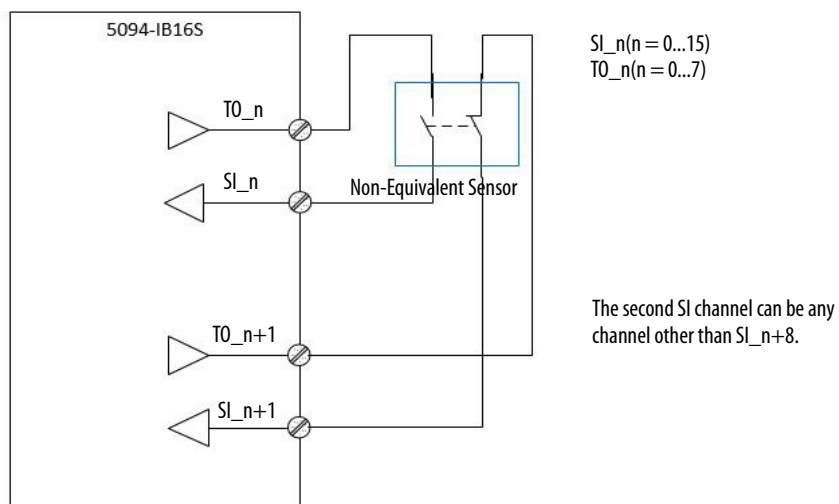 5094-IB16S
SI_n(n = 0...15)
TO_n(n = 0...7)
TO_n
SI_n
Non-Equivalent Sensor
The second SI channel can be any
channel other than SI_n+8.
TO_n+1
SI_n+1